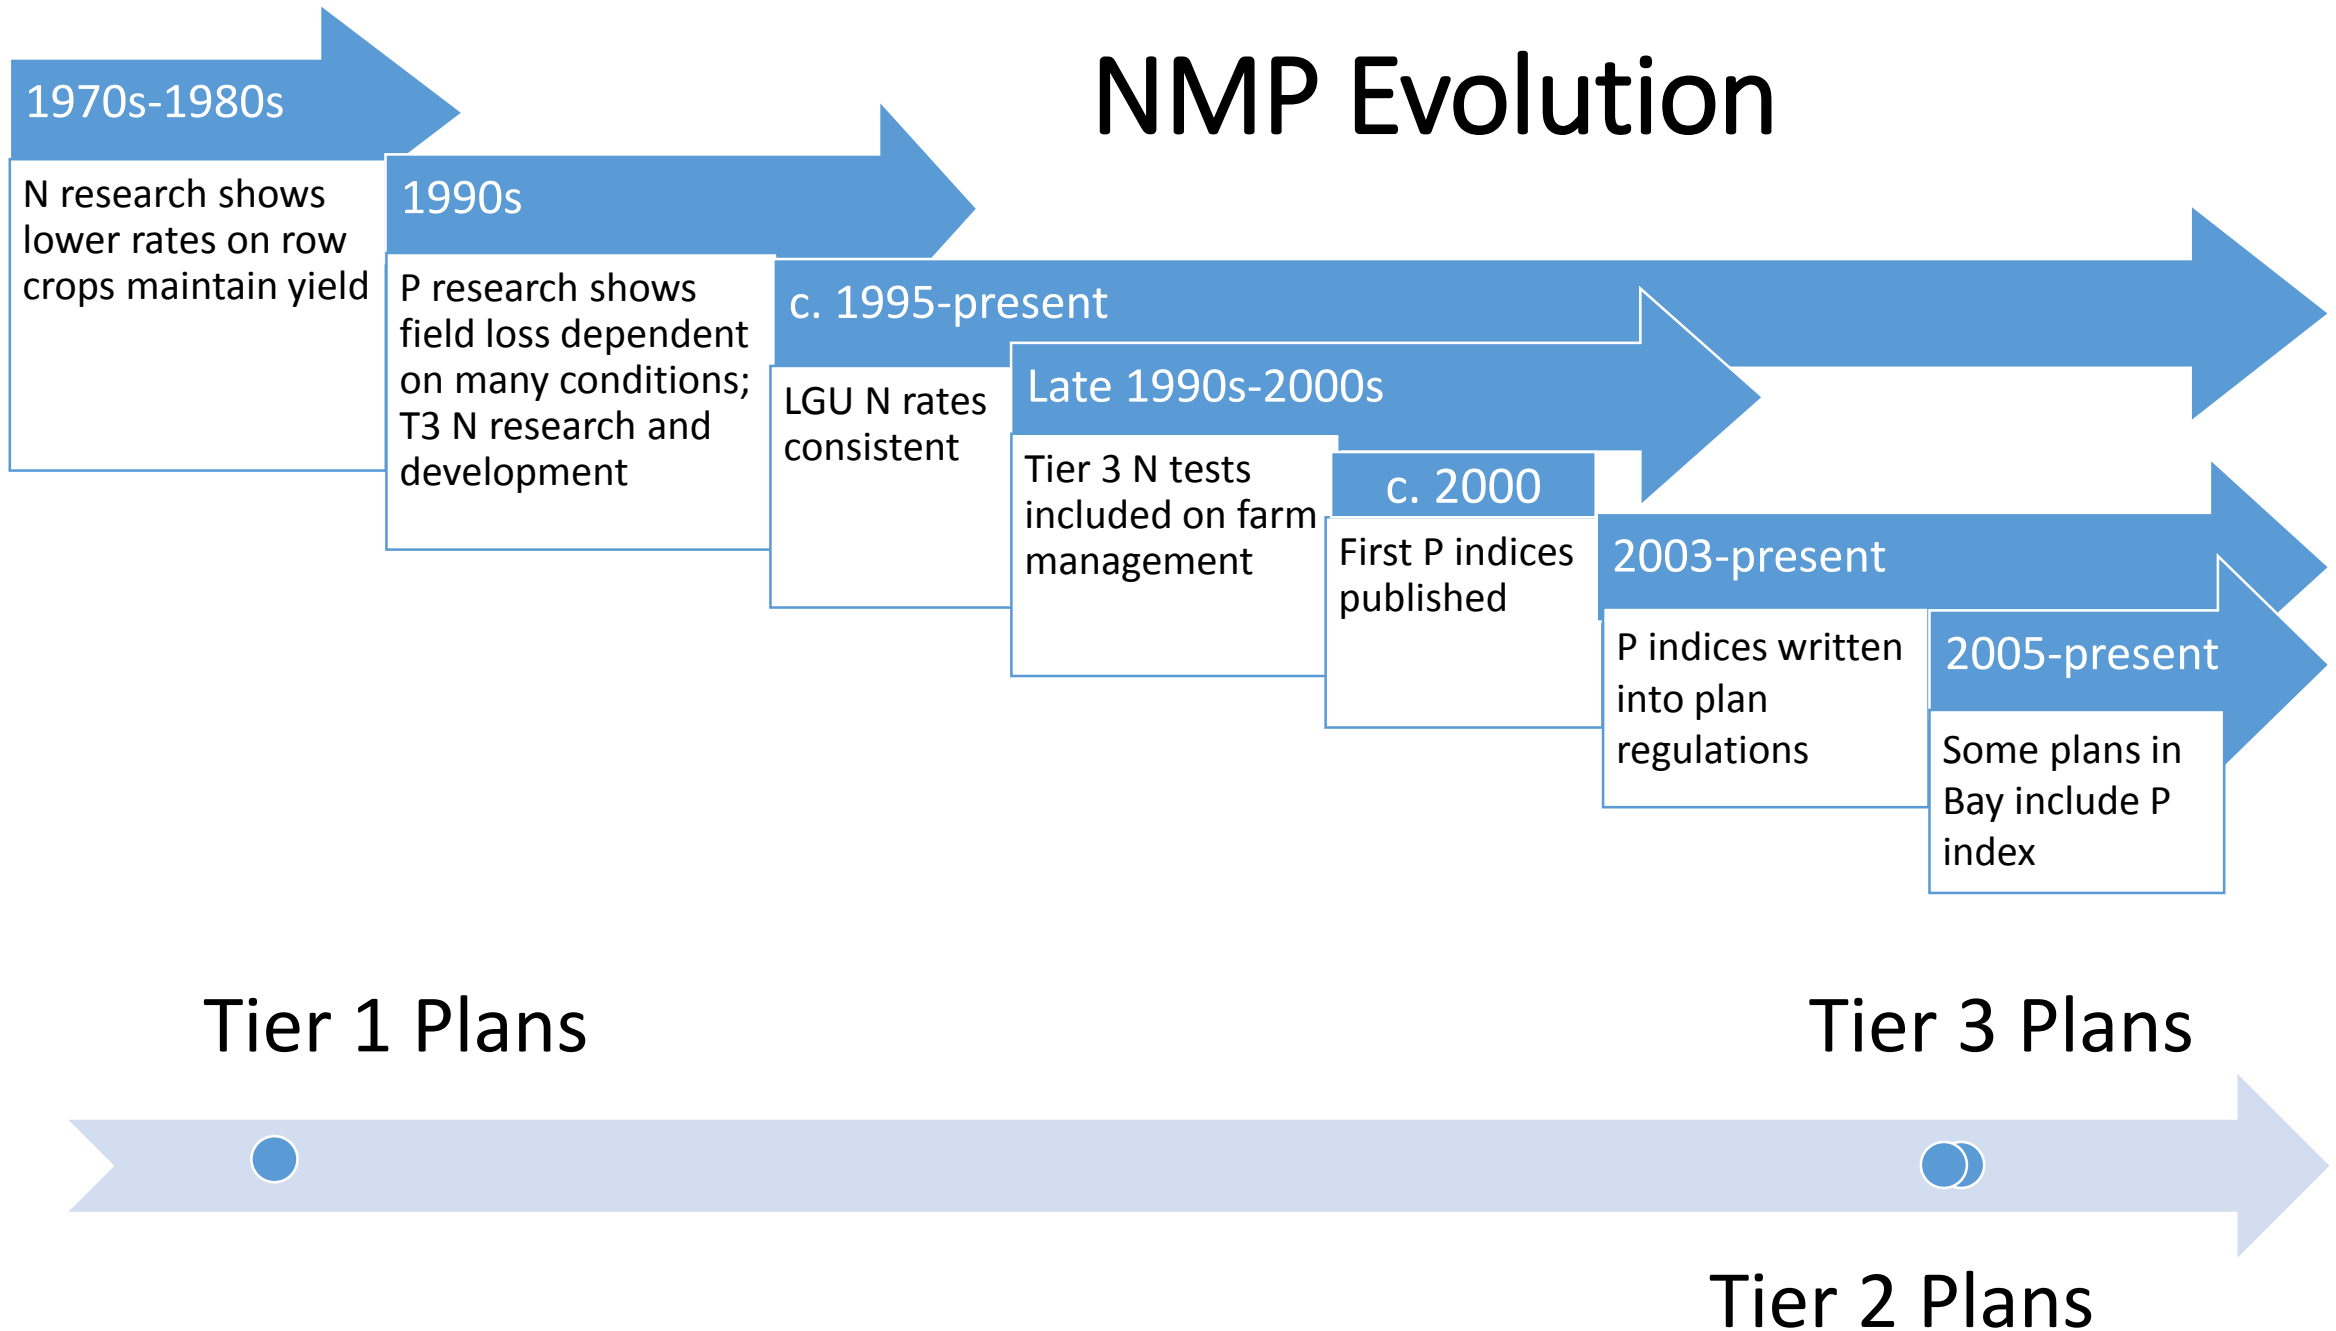 NMP Evolution
1970s-1980s
N research shows
lower rates on row
crops maintain yield
1990s
P research shows
field loss dependent
on many conditions;
T3 N research and
development
c. 1995-present
LGU N rates
consistent
Late 1990s-2000s
Tier 3 N tests
included on farm
management
c. 2000
First P indices
published
2003-present
P indices written
into plan
regulations
2005-present
Some plans in
Bay include P
index
Tier 1 Plans
Tier 3 Plans
Tier 2 Plans